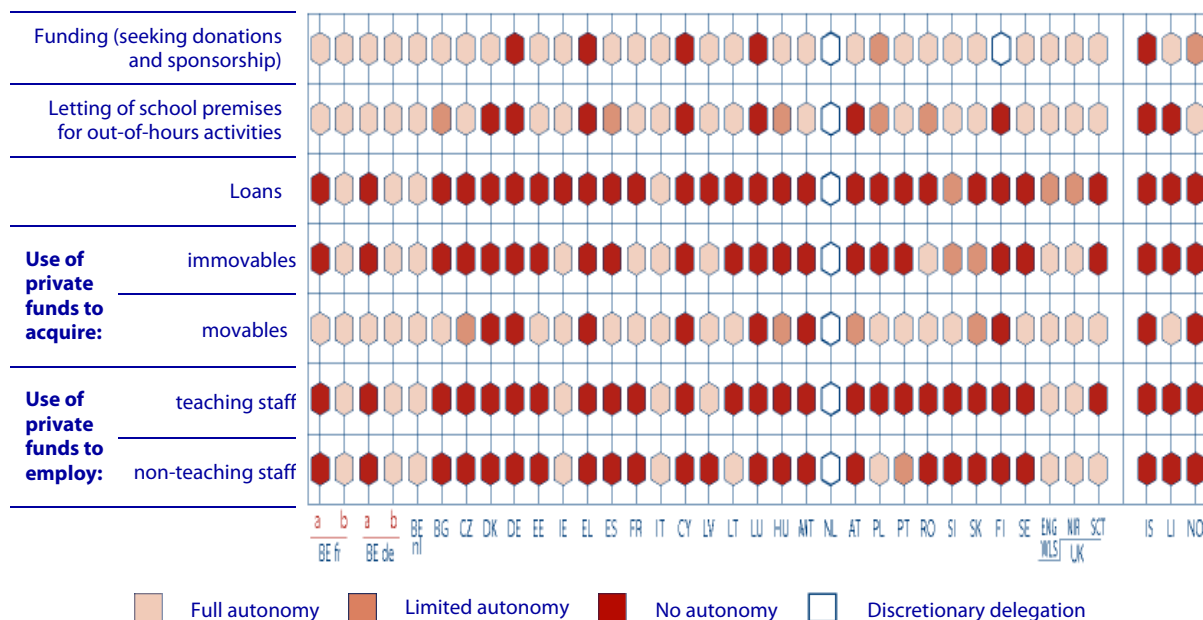 Funding (seeking donations
and sponsorship)
Letting of school premises
for out-of-hours activities
Loans
Use of
private
funds to
acquire:
immovables
movables
Use of
private
funds to
employ:
teaching staff
non-teaching staff
a b a b BE BG CZ DK DE EE IE EL ES FR IT CY LV LT LU HU MT NL AT PL PT RO SI SK FI SE ENG NIR SCT IS LI NO
BE fr BE de nl WLS UK
Full autonomy Limited autonomy No autonomy Discretionary delegation